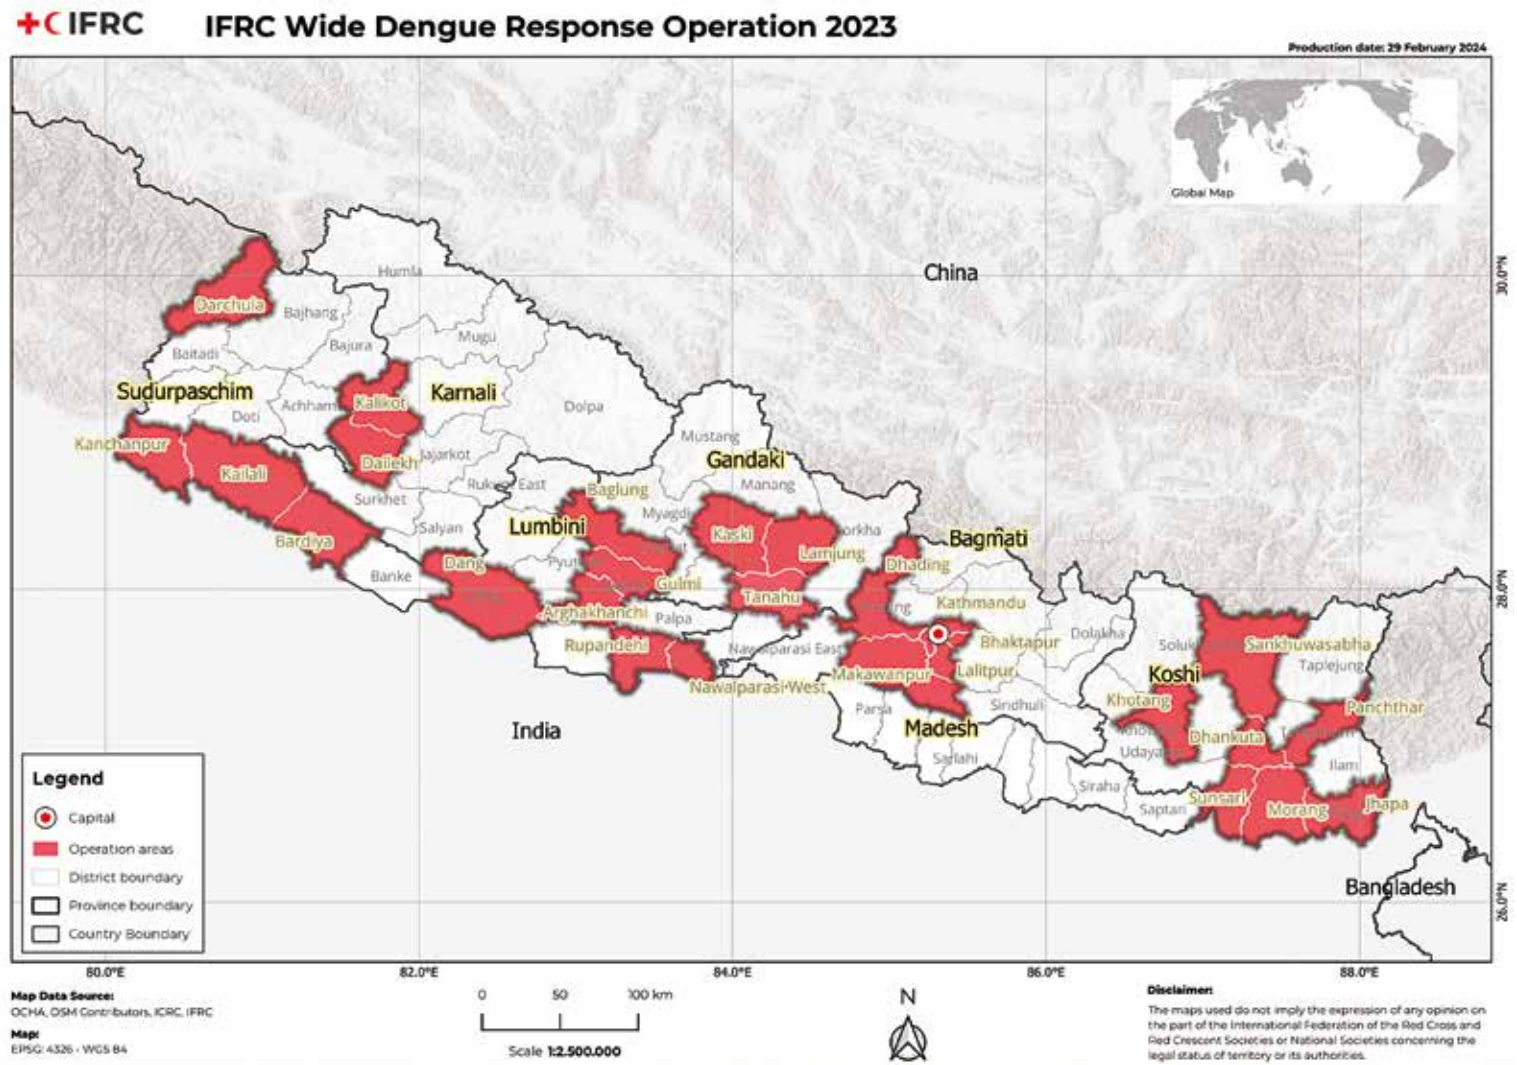 IFRC
IFRC Wide Dengue Response Operation 2023
Production date: 29 February 2024
Global Map
China
30.0°N
Humla
Darchula
Bajhang
Mugu
Bajura
Baitadi
Sudurpaschim
Karnali
Achham
Kalikot
Dolpa
Doti
Mustang
Kanchanpur
Jajarkot
Dailekh
Gandaki
Kailali
Manang
Surkhet
East
Baglung
Salyan
Myagdi
Lumbini
Kaski
Bagmati
Bardiya
Lamjung
Dang
Dhading
Banke
Gulmi
28.0°N
Tanahu
Kathmandu
Arghakhanchi
Palpa
Dolakha
Bhaktapur
Rupandehi
Nawalparasi East
Sankhuwasabha
Taplejung
Makawanpur
Lalitpur
Koshi
Nawalparasi West
Khotang
Parsa
Sindhuli
Panchthar
India
Madesh
Dhankuta
Sarlahi
Ilam
Siraha
Sunsari
Saptari
Morang
Jhapa
Bangladesh
26.0°N
Legend
Capital
Operation areas
District boundary
Province boundary
Country Boundary
80.0°E
82.0°E
84.0°E
86.0°E
88.0°E
Map Data Source:
OCHA, OSM Contributors, ICRC, IFRC
Map:
EPSG: 4326 - WGS 84
0 50 100 km
Scale 1:2.500.000
N
Disclaimer:
The maps used do not imply the expression of any opinion on
the part of the International Federation of the Red Cross and
Red Crescent Societies or National Societies concerning the
legal status of territory or its authorities.